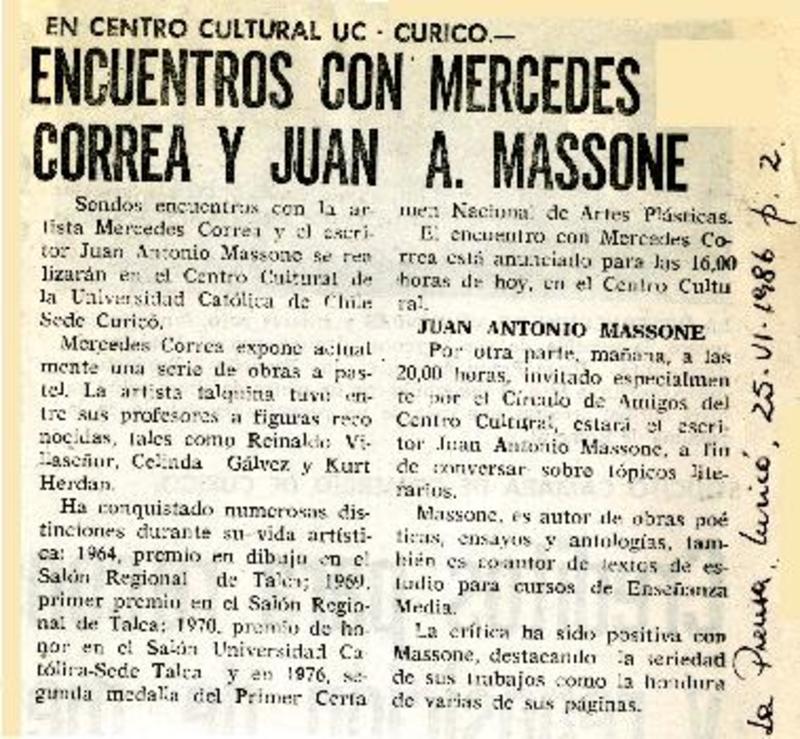 EN CENTRO CULTURAL UC - CURICO.—
ENCUENTROS CON MERCEDES
CORREA Y JUAN A. MASSONE
Sendos encuentros con la ar-
tista Mercedes Correa y el escri-
tor Juan Antonio Massone se rea
lizarán en el Centro Cultural de
la Universidad Católica de Chile
Sede Curicó.
Mercedes Correa expone actual
mente una serie de obras a pas-
tel. La artista talquina tuvo en-
tre sus profesores a figuras reco
nocidas, tales como Reinaldo Vi-
llaseñor, Celinda Gálvez y Kurt
Herdan.
Ha conquistado numerosas dis-
tinciones durante su vida artísti-
ca: 1964, premio en dibujo en el
Salón Regional de Talca; 1969,
primer premio en el Salón Regio-
nal de Talca; 1970, premio de ho-
nor en el Salón Universidad Ca-
tólica-Sede Talca y en 1976, se-
gunda medalla del Primer Certa
men Nacional de Artes Plásticas.
El encuentro con Mercedes Co-
rrea está anunciado para las 16,00
horas de hoy, en el Centro Cultu
ral.
JUAN ANTONIO MASSONE
Por otra parte, mañana, a las
20,00 horas, invitado especialmen
te por el Círculo de Amigos del
Centro Cultural, estará el escri-
tor Juan Antonio Massone, a fin
de conversar sobre tópicos lite-
rarios.
Massone, es autor de obras poé
ticas, ensayos y antologías, tam-
bién es co-autor de textos de es-
tudio para cursos de Enseñanza
Media.
La crítica ha sido positiva con
Massone, destacando la seriedad
de sus trabajos como la hondura
de varias de sus páginas.
La Prensa, Curicó, 25-VI-1986 p. 2.